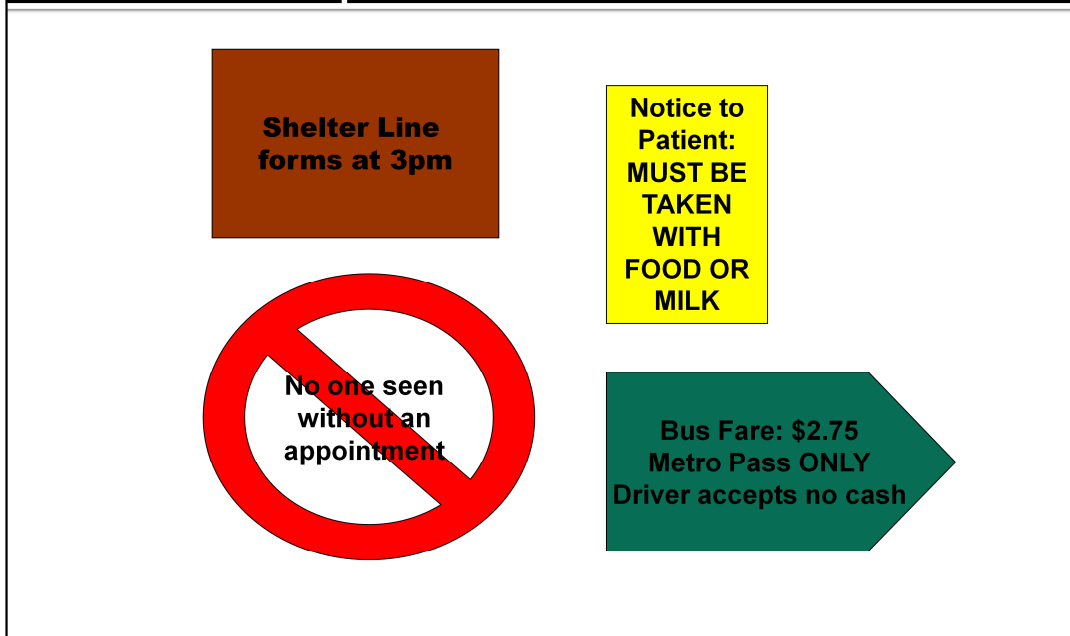 Shelter Line
forms at 3pm
Notice to
Patient:
MUST BE
TAKEN
WITH
FOOD OR
MILK
No one seen
without an
appointment
Bus Fare: $2.75
Metro Pass ONLY
Driver accepts no cash